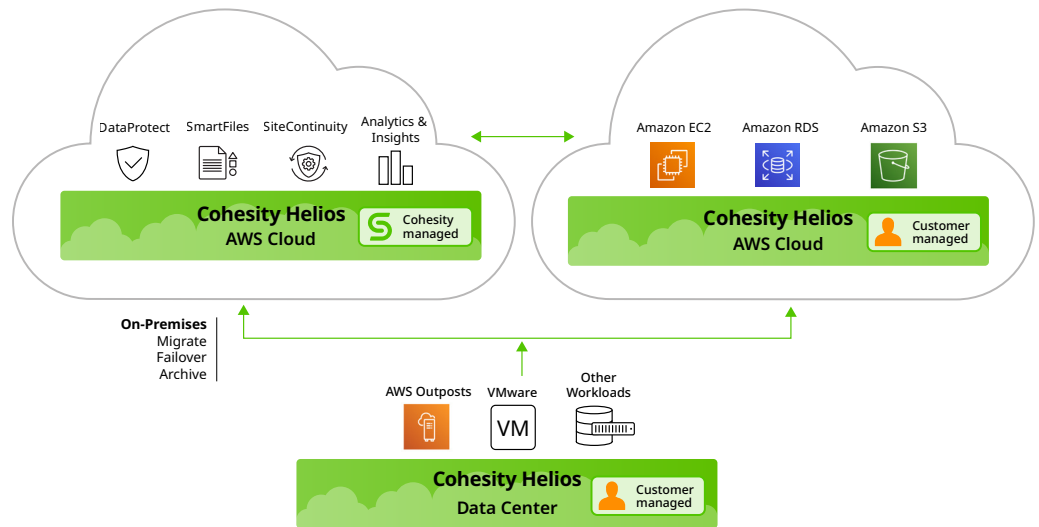 DataProtect
SmartFiles
SiteContinuity
Analytics &
Insights
Cohesity Helios
AWS Cloud
Cohesity
managed
Amazon EC2
Amazon RDS
Amazon S3
Cohesity Helios
AWS Cloud
Customer
managed
On-Premises
Migrate
Failover
Archive
AWS Outposts
VMware
VM
Other
Workloads
Cohesity Helios
Data Center
Customer
managed